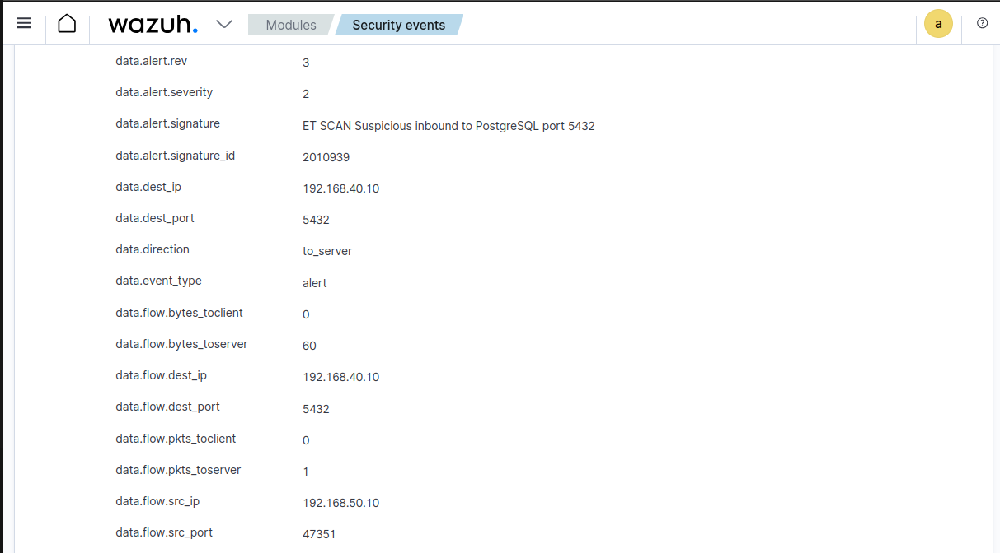 wazuh. Modules Security events a
data.alert.rev 3
data.alert.severity 2
data.alert.signature ET SCAN Suspicious inbound to PostgreSQL port 5432
data.alert.signature_id 2010939
data.dest_ip 192.168.40.10
data.dest_port 5432
data.direction to_server
data.event_type alert
data.flow.bytes_toclient 0
data.flow.bytes_toserver 60
data.flow.dest_ip 192.168.40.10
data.flow.dest_port 5432
data.flow.pkts_toclient 0
data.flow.pkts_toserver 1
data.flow.src_ip 192.168.50.10
data.flow.src_port 47351